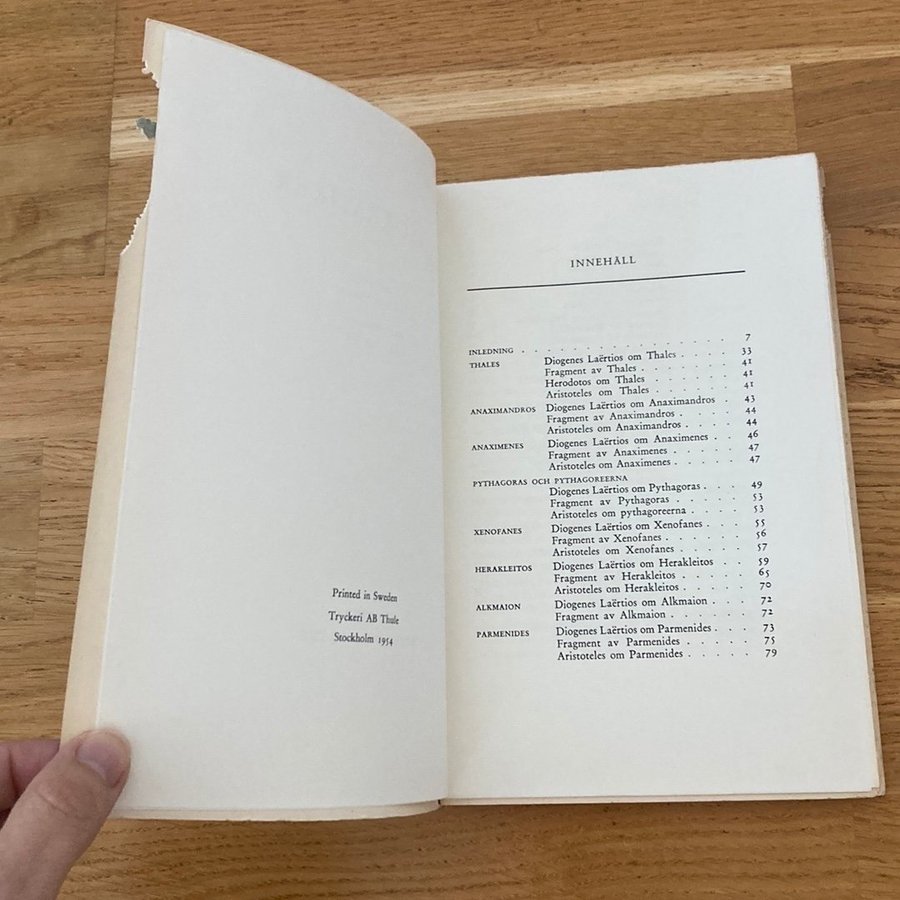 Printed in Sweden
Tryckeri AB Thule
Stockholm 1954
INNEHÅLL
INLEDNING . . . . . . . . . . . . . . . 7
THALES Diogenes Laërtios om Thales . . . . 33
Fragment av Thales . . . . . . . 41
Herodotos om Thales . . . . . . 41
Aristoteles om Thales . . . . . . 41
ANAXIMANDROS Diogenes Laërtios om Anaximandros . 43
Fragment av Anaximandros . . . . 44
Aristoteles om Anaximandros . . . . 44
ANAXIMENES Diogenes Laërtios om Anaximenes . . 46
Fragment av Anaximenes . . . . . 47
Aristoteles om Anaximenes . . . . . 47
PYTHAGORAS OCH PYTHAGOREERNA
Diogenes Laërtios om Pythagoras . . . 49
Fragment av Pythagoras . . . . . 53
Aristoteles om pythagoreerna . . . . 53
XENOFANES Diogenes Laërtios om Xenofanes . . . 55
Fragment av Xenofanes . . . . . 56
Aristoteles om Xenofanes . . . . . 57
HERAKLEITOS Diogenes Laërtios om Herakleitos . . 59
Fragment av Herakleitos . . . . . 65
Aristoteles om Herakleitos . . . . . 70
ALKMAION Diogenes Laërtios om Alkmaion . . . 72
Fragment av Alkmaion . . . . . . 72
PARMENIDES Diogenes Laërtios om Parmenides . . . 73
Fragment av Parmenides . . . . . 75
Aristoteles om Parmenides . . . . . 79